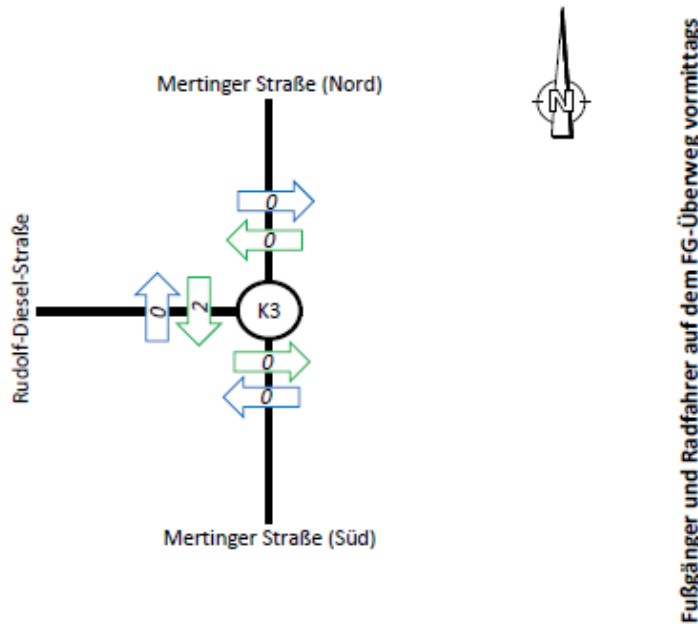 Mertinger Straße (Nord)
N
0
0
Rudolf-Diesel-Straße
0
2
K3
0
0
Mertinger Straße (Süd)
Fußgänger und Radfahrer auf dem FG-Überweg vormittags